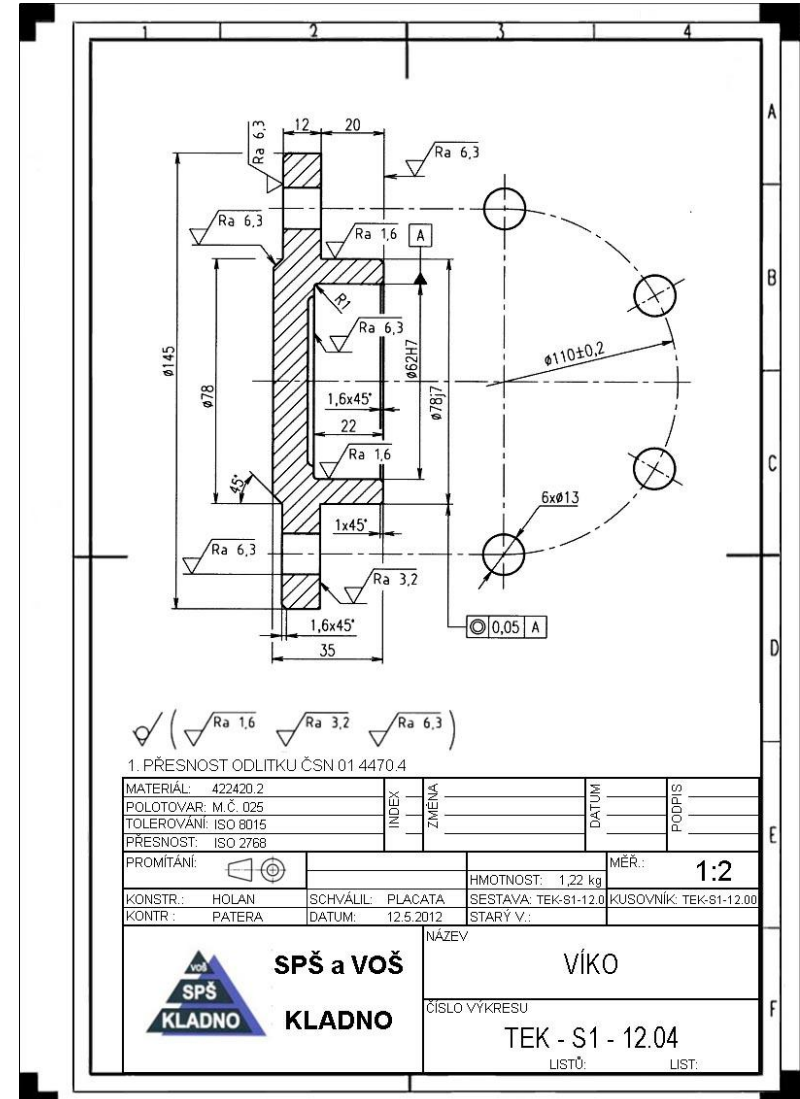 1 2 3 4
A
B
C
D
E
F
12 20
Ra 6,3
Ra 6,3
Ra 6,3
Ra 1,6
A
R1
Ra 6,3
ø145
ø78
ø62H7
ø78j7
ø110±0,2
1,6x45°
22
Ra 1,6
45°
6xø13
1x45°
Ra 6,3
Ra 3,2
1,6x45°
0,05 A
35
( Ra 1,6 Ra 3,2 Ra 6,3 )
1. PŘESNOST ODLITKU ČSN 01 4470.4
MATERIÁL: 422420.2
POLOTOVAR: M.Č. 025
TOLEROVÁNÍ: ISO 8015
PŘESNOST: ISO 2768
INDEX
ZMĚNA
DATUM
PODPIS
PROMÍTÁNÍ:
HMOTNOST: 1,22 kg
MĚŘ.: 1:2
KONSTR.: HOLAN SCHVÁLIL: PLACATA SESTAVA: TEK-S1-12.0 KUSOVNÍK: TEK-S1-12.00
KONTR : PATERA DATUM: 12.5.2012 STARÝ V.:
VOŠ
SPŠ
KLADNO
SPŠ a VOŠ
KLADNO
NÁZEV
VÍKO
ČÍSLO VÝKRESU
TEK - S1 - 12.04
LISTŮ: LIST: